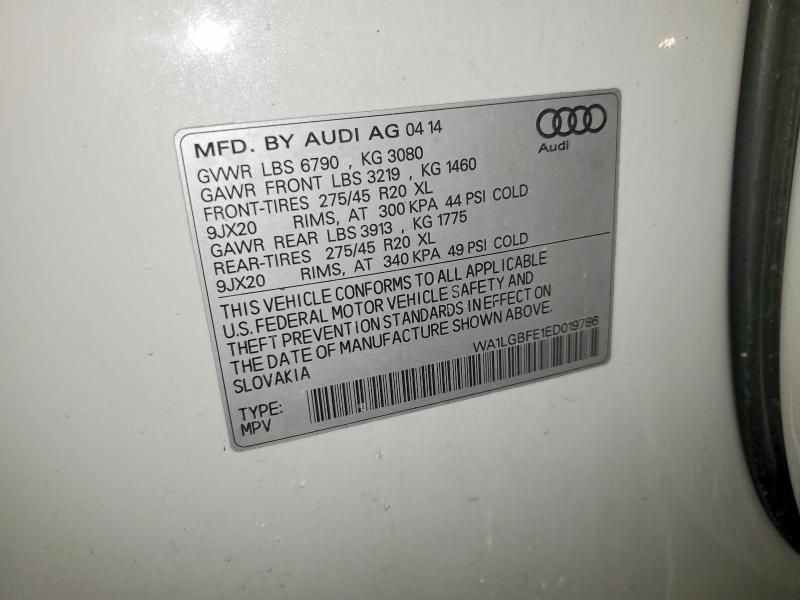 MFD. BY AUDI AG 04 14
Audi
GVWR LBS 6790 , KG 3080
GAWR FRONT LBS 3219 , KG 1460
FRONT-TIRES 275/45 R20 XL
9JX20 RIMS, AT 300 KPA 44 PSI COLD
GAWR REAR LBS 3913 , KG 1775
REAR-TIRES 275/45 R20 XL
9JX20 RIMS, AT 340 KPA 49 PSI COLD
THIS VEHICLE CONFORMS TO ALL APPLICABLE
U.S. FEDERAL MOTOR VEHICLE SAFETY AND
THEFT PREVENTION STANDARDS IN EFFECT ON
THE DATE OF MANUFACTURE SHOWN ABOVE.
SLOVAKIA
WA1LGBFE1ED019786
TYPE:
MPV